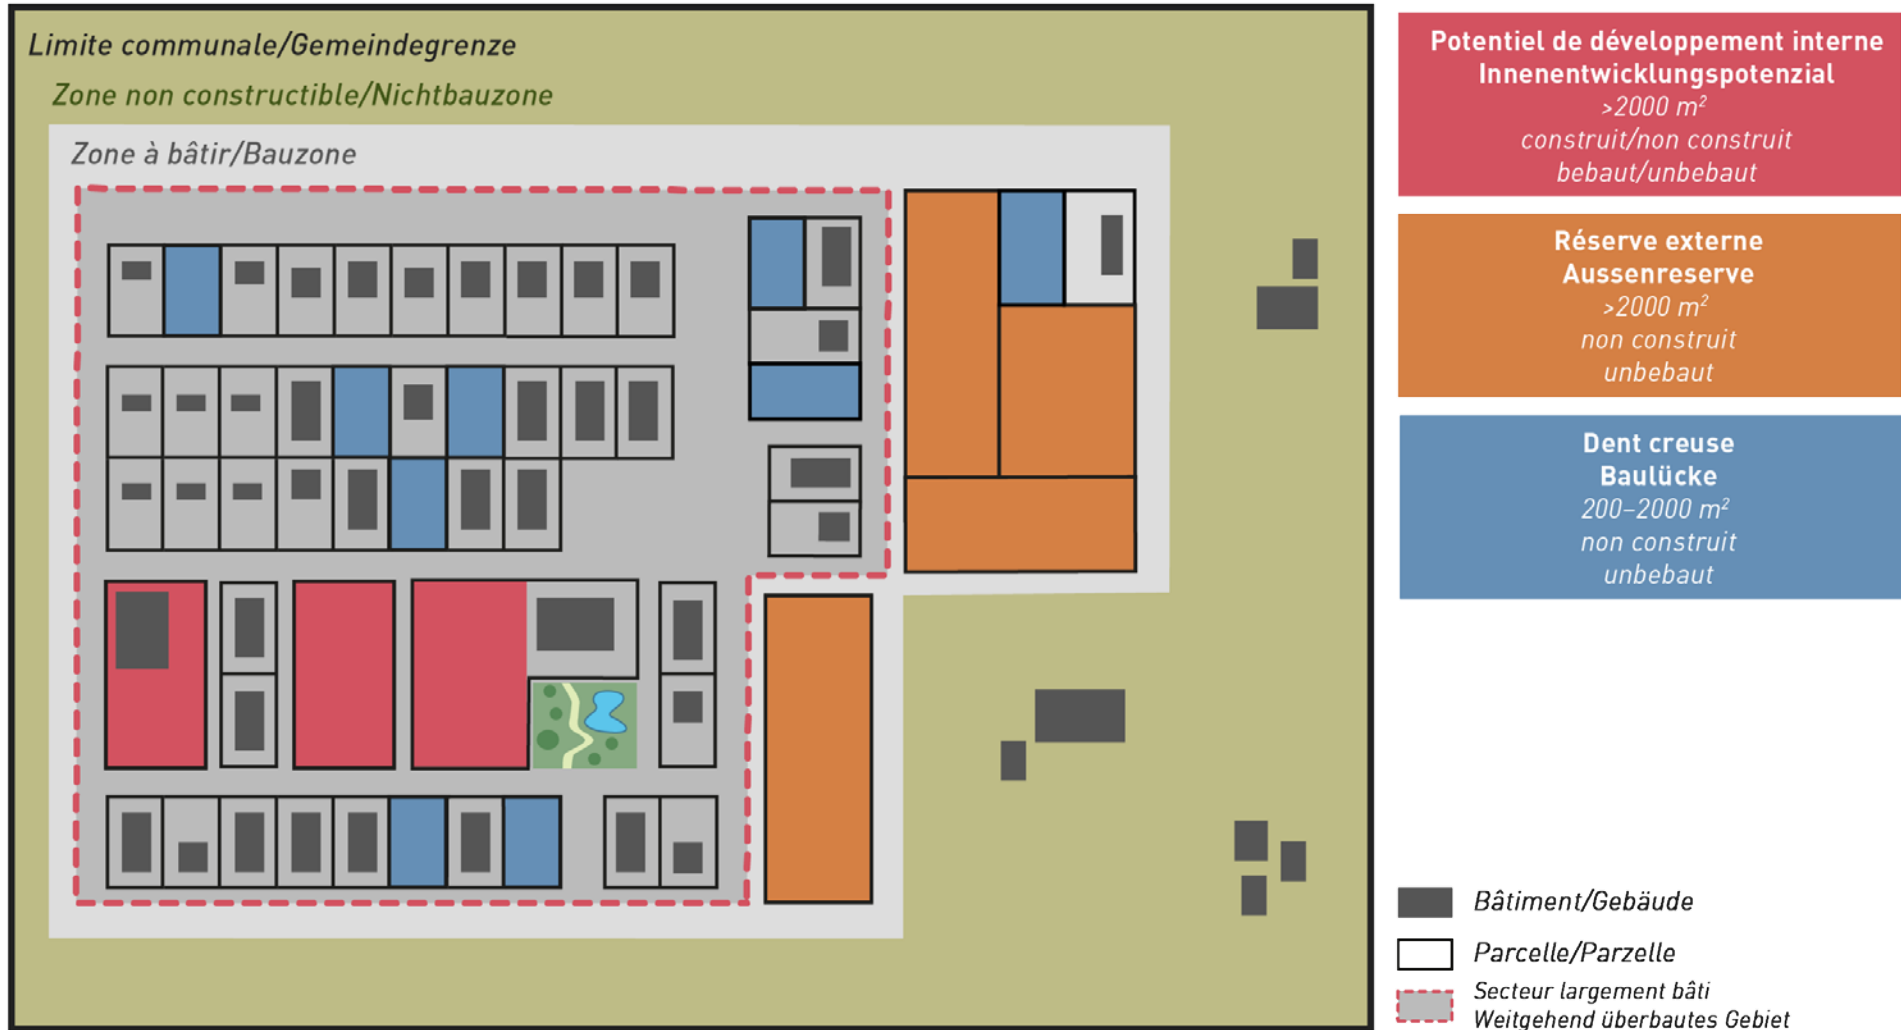 Limite communale/Gemeindegrenze
Zone non constructible/Nichtbauzone
Zone à bâtir/Bauzone
Potentiel de développement interne
Innenentwicklungspotenzial
>2000 m²
construit/non construit
bebaut/unbebaut
Réserve externe
Aussenreserve
>2000 m²
non construit
unbebaut
Dent creuse
Baulücke
200–2000 m²
non construit
unbebaut
Bâtiment/Gebäude
Parcelle/Parzelle
Secteur largement bâti
Weitgehend überbautes Gebiet